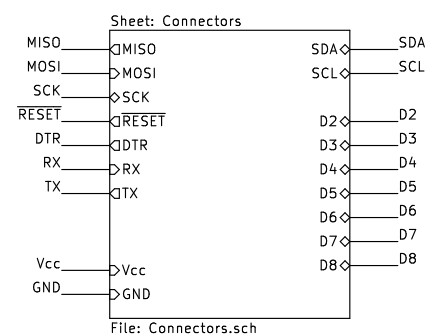 Sheet: Connectors
MISO MISO SDA SDA
MOSI MOSI SCL SCL
SCK SCK
RESET RESET D2 D2
DTR DTR D3 D3
RX RX D4 D4
TX TX D5 D5
D6 D6
D7 D7
Vcc Vcc D8 D8
GND GND
File: Connectors.sch